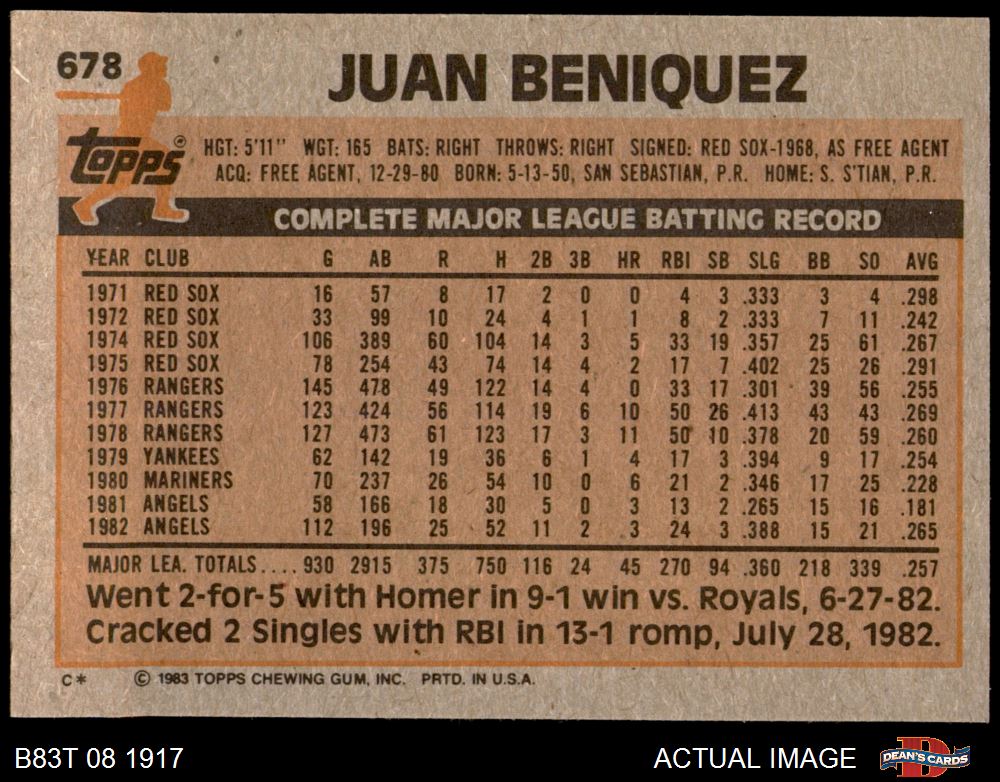 678
JUAN BENIQUEZ
Topps®
HGT: 5'11" WGT: 165 BATS: RIGHT THROWS: RIGHT SIGNED: RED SOX-1968, AS FREE AGENT
ACQ: FREE AGENT, 12-29-80 BORN: 5-13-50, SAN SEBASTIAN, P.R. HOME: S. S'TIAN, P.R.
COMPLETE MAJOR LEAGUE BATTING RECORD
YEAR CLUB G AB R H 2B 3B HR RBI SB SLG BB SO AVG
1971 RED SOX 16 57 8 17 2 0 0 4 3 .333 3 4 .298
1972 RED SOX 33 99 10 24 4 1 1 8 2 .333 7 11 .242
1974 RED SOX 106 389 60 104 14 3 5 33 19 .357 25 61 .267
1975 RED SOX 78 254 43 74 14 4 2 17 7 .402 25 26 .291
1976 RANGERS 145 478 49 122 14 4 0 33 17 .301 39 56 .255
1977 RANGERS 123 424 56 114 19 6 10 50 26 .413 43 43 .269
1978 RANGERS 127 473 61 123 17 3 11 50 10 .378 20 59 .260
1979 YANKEES 62 142 19 36 6 1 4 17 3 .394 9 17 .254
1980 MARINERS 70 237 26 54 10 0 6 21 2 .346 17 25 .228
1981 ANGELS 58 166 18 30 5 0 3 13 2 .265 15 16 .181
1982 ANGELS 112 196 25 52 11 2 3 24 3 .388 15 21 .265
MAJOR LEA. TOTALS.... 930 2915 375 750 116 24 45 270 94 .360 218 339 .257
Went 2-for-5 with Homer in 9-1 win vs. Royals, 6-27-82.
Cracked 2 Singles with RBI in 13-1 romp, July 28, 1982.
C* © 1983 TOPPS CHEWING GUM, INC. PRTD. IN U.S.A.
B83T 08 1917 ACTUAL IMAGE D DEAN'S CARDS